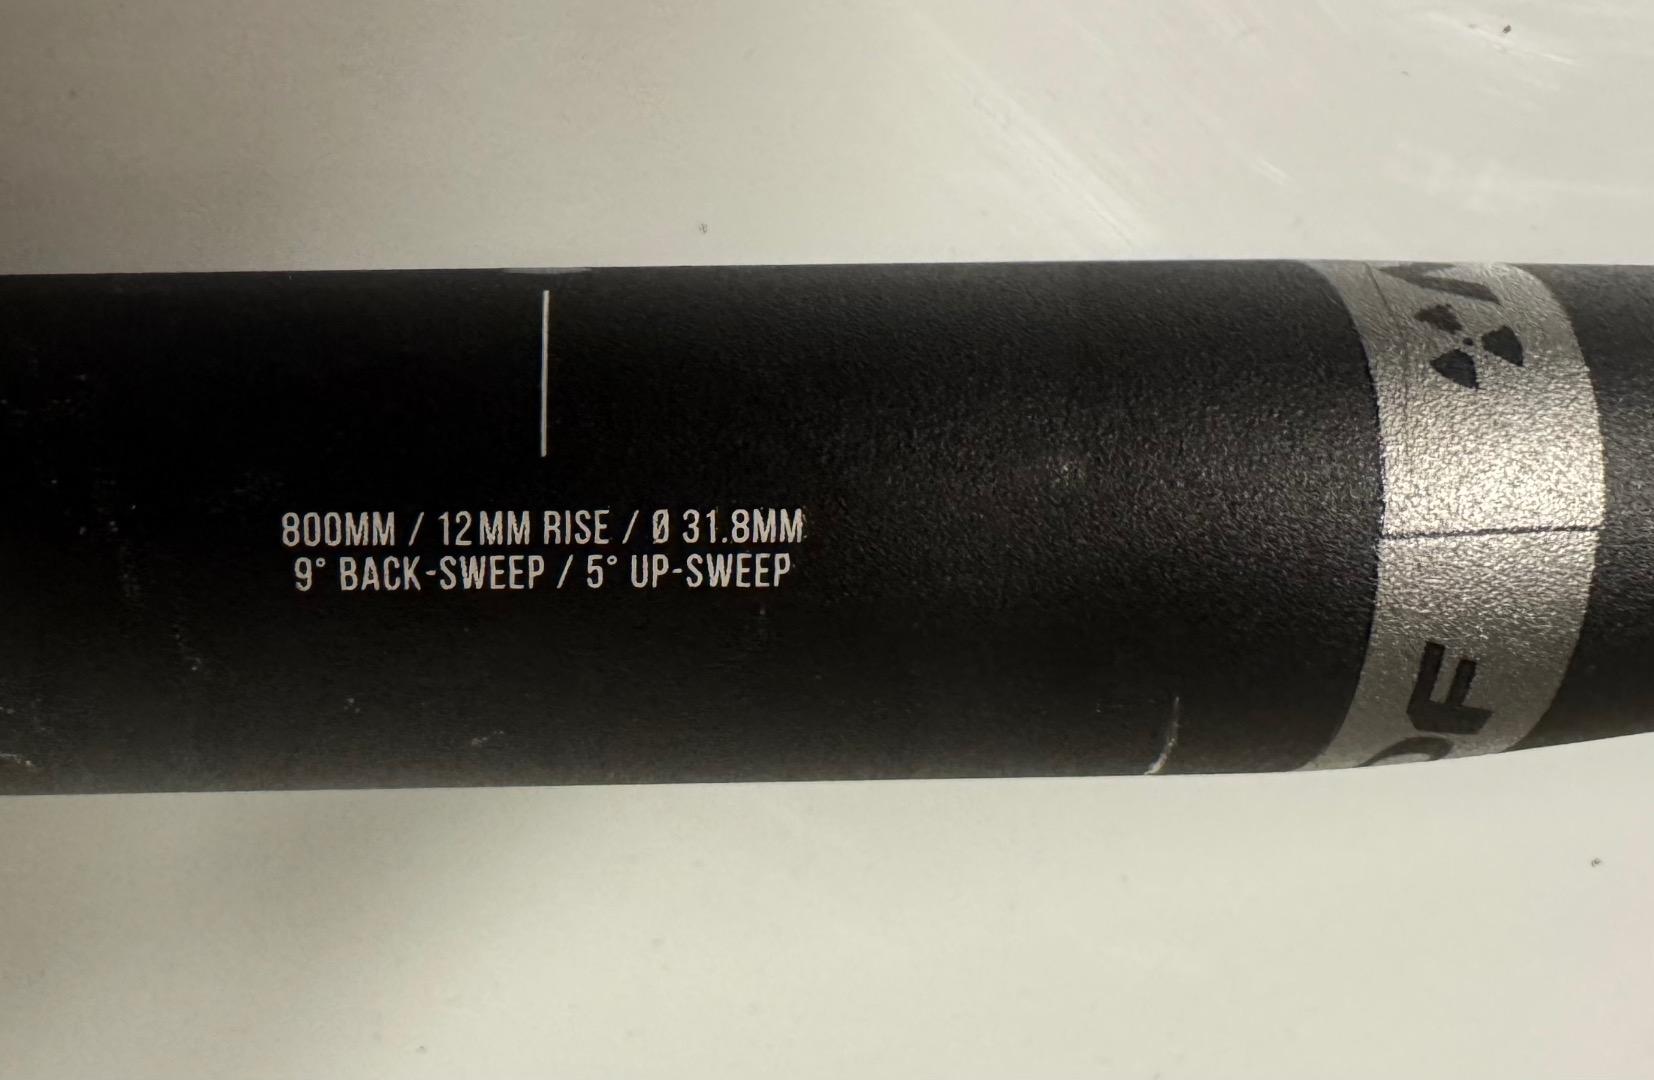 800MM / 12MM RISE / Ø 31.8MM
9° BACK-SWEEP / 5° UP-SWEEP